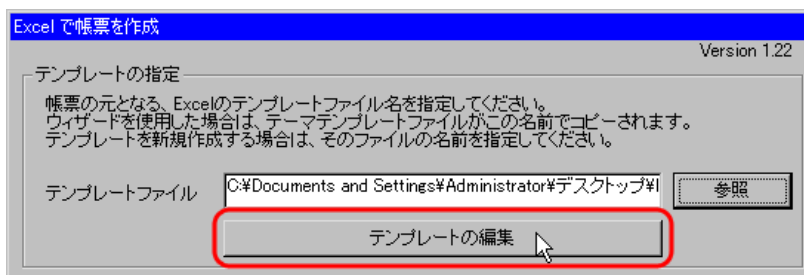 Excel で帳票を作成
Version 1.22
テンプレートの指定
帳票の元となる、Excelのテンプレートファイル名を指定してください。
ウィザードを使用した場合は、テーマテンプレートファイルがこの名前でコピーされます。
テンプレートを新規作成する場合は、そのファイルの名前を指定してください。
テンプレートファイル C:¥Documents and Settings¥Administrator¥デスクトップ¥I 参照
テンプレートの編集